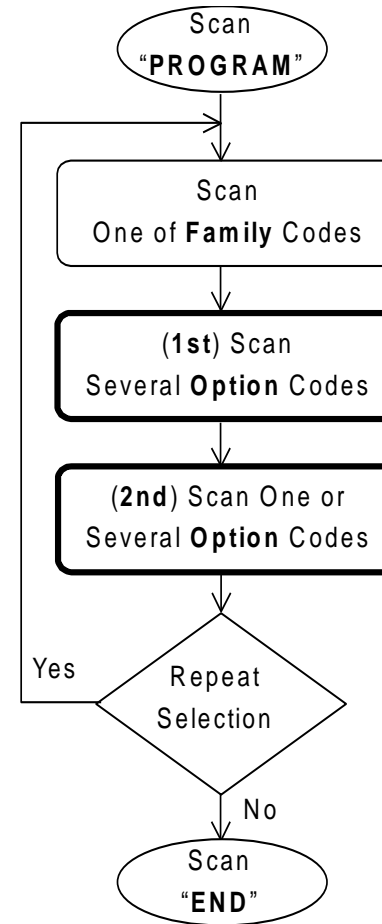 Scan
“PROGRAM”
Scan
One of Family Codes
(1st) Scan
Several Option Codes
(2nd) Scan One or
Several Option Codes
Yes
Repeat
Selection
No
Scan
“END”